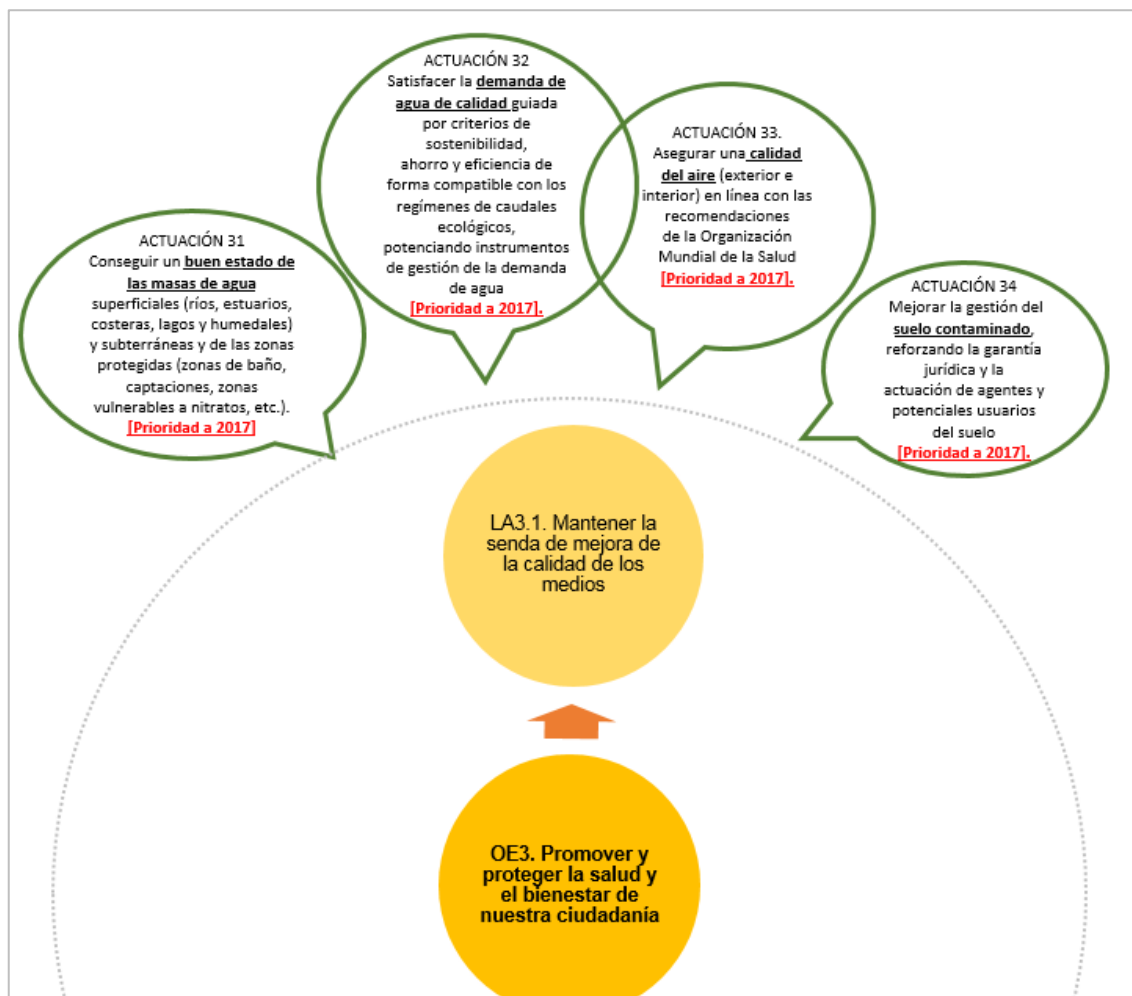 ACTUACIÓN 31
Conseguir un buen estado de
las masas de agua
superficiales (ríos, estuarios,
costeras, lagos y humedales)
y subterráneas y de las zonas
protegidas (zonas de baño,
captaciones, zonas
vulnerables a nitratos, etc.).
[Prioridad a 2017]
ACTUACIÓN 32
Satisfacer la demanda de
agua de calidad guiada
por criterios de
sostenibilidad,
ahorro y eficiencia de
forma compatible con los
regímenes de caudales
ecológicos,
potenciando instrumentos
de gestión de la demanda
de agua
[Prioridad a 2017].
ACTUACIÓN 33.
Asegurar una calidad
del aire (exterior e
interior) en línea con las
recomendaciones
de la Organización
Mundial de la Salud
[Prioridad a 2017].
ACTUACIÓN 34
Mejorar la gestión del
suelo contaminado,
reforzando la garantía
jurídica y la
actuación de agentes y
potenciales usuarios
del suelo
[Prioridad a 2017].
LA3.1. Mantener la
senda de mejora de
la calidad de los
medios
OE3. Promover y
proteger la salud y
el bienestar de
nuestra ciudadanía